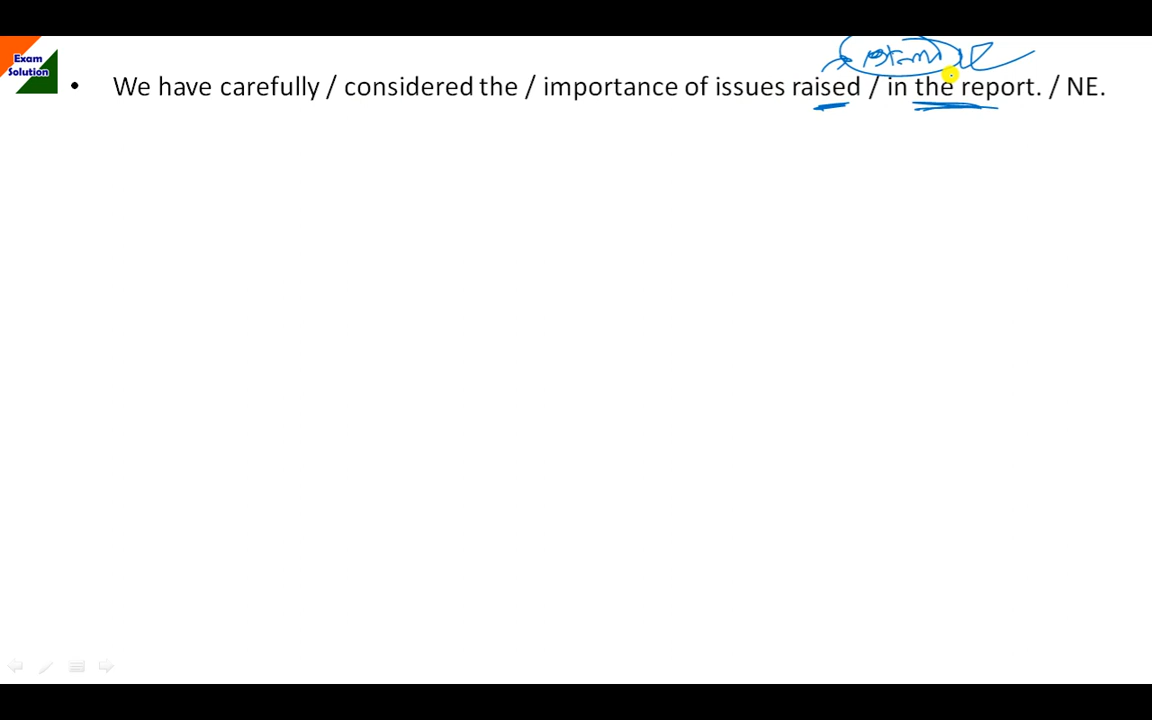 Exam
Solution
• We have carefully / considered the / importance of issues raised / in the report. / NE.